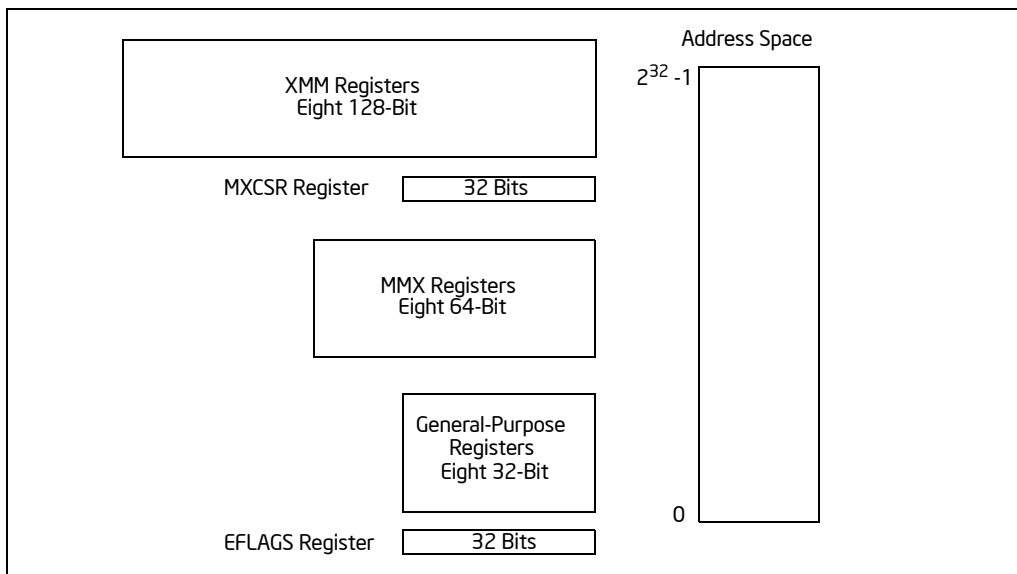 Address Space
XMM Registers
Eight 128-Bit
2^32 -1
MXCSR Register
32 Bits
MMX Registers
Eight 64-Bit
General-Purpose
Registers
Eight 32-Bit
0
EFLAGS Register
32 Bits